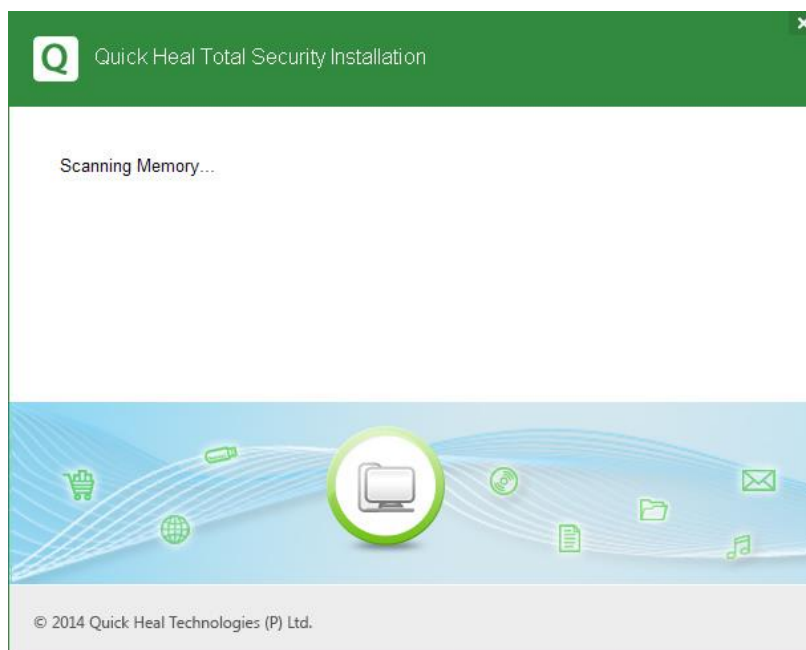 Q Quick Heal Total Security Installation
Scanning Memory...
© 2014 Quick Heal Technologies (P) Ltd.